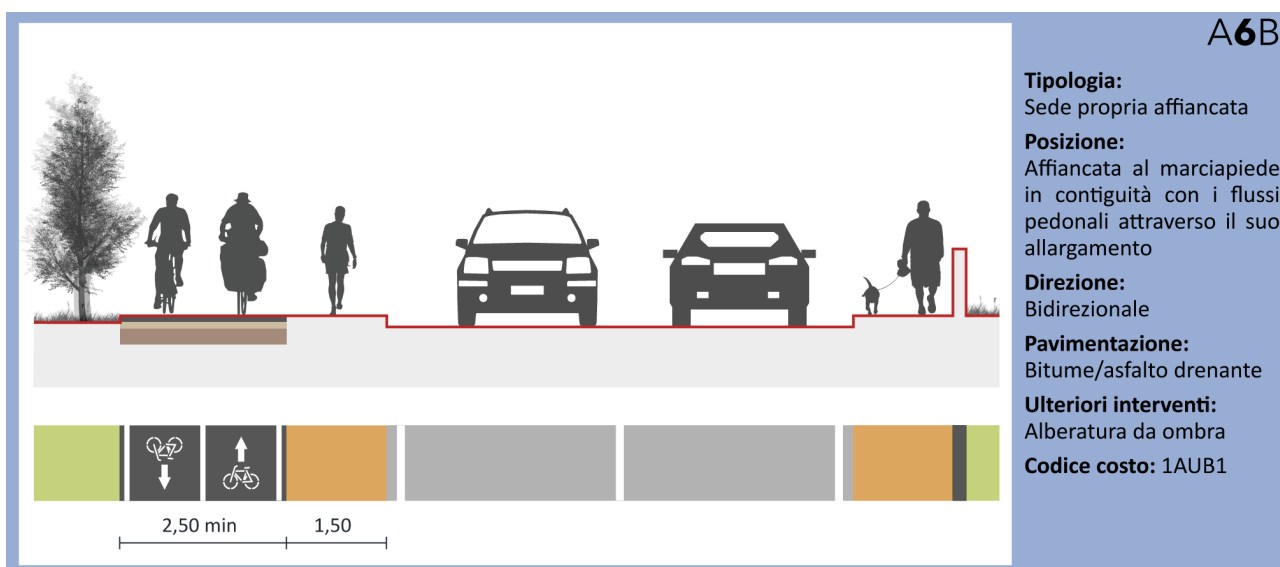 A6B
Tipologia:
Sede propria affiancata
Posizione:
Affiancata al marciapiede
in contiguità con i flussi
pedonali attraverso il suo
allargamento
Direzione:
Bidirezionale
Pavimentazione:
Bitume/asfalto drenante
Ulteriori interventi:
Alberatura da ombra
Codice costo: 1AUB1
2,50 min
1,50